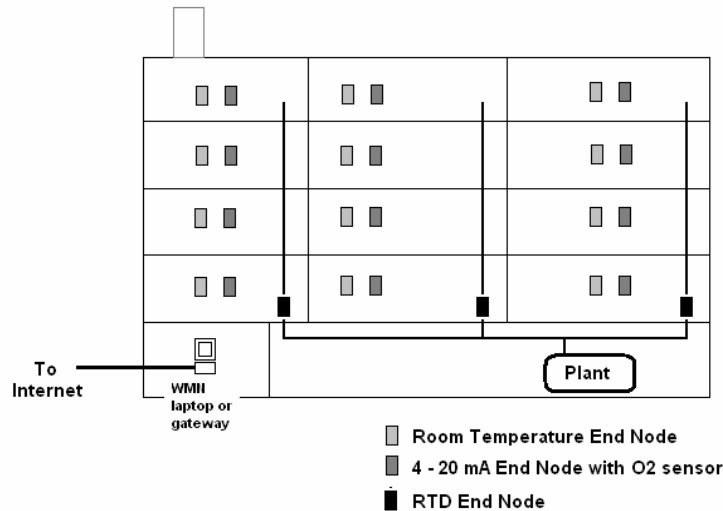 To
Internet
WMN
laptop or
gateway
Plant
Room Temperature End Node
4 - 20 mA End Node with O2 sensor
RTD End Node